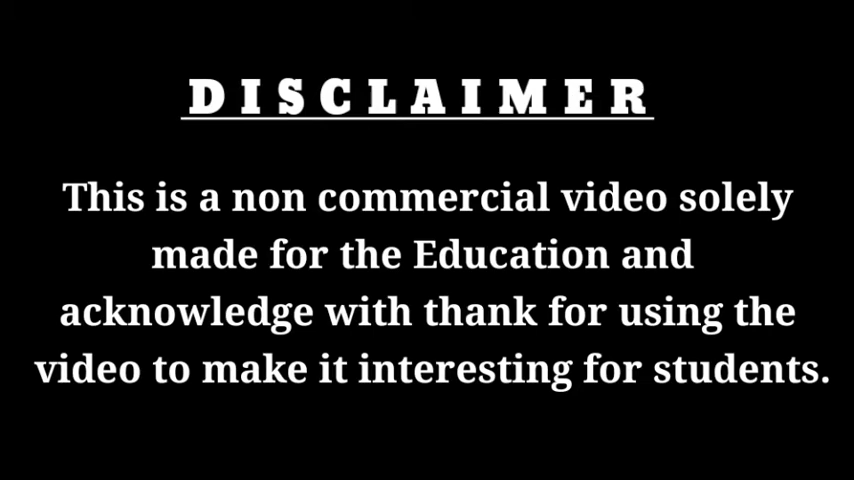 DISCLAIMER
This is a non commercial video solely
made for the Education and
acknowledge with thank for using the
video to make it interesting for students.